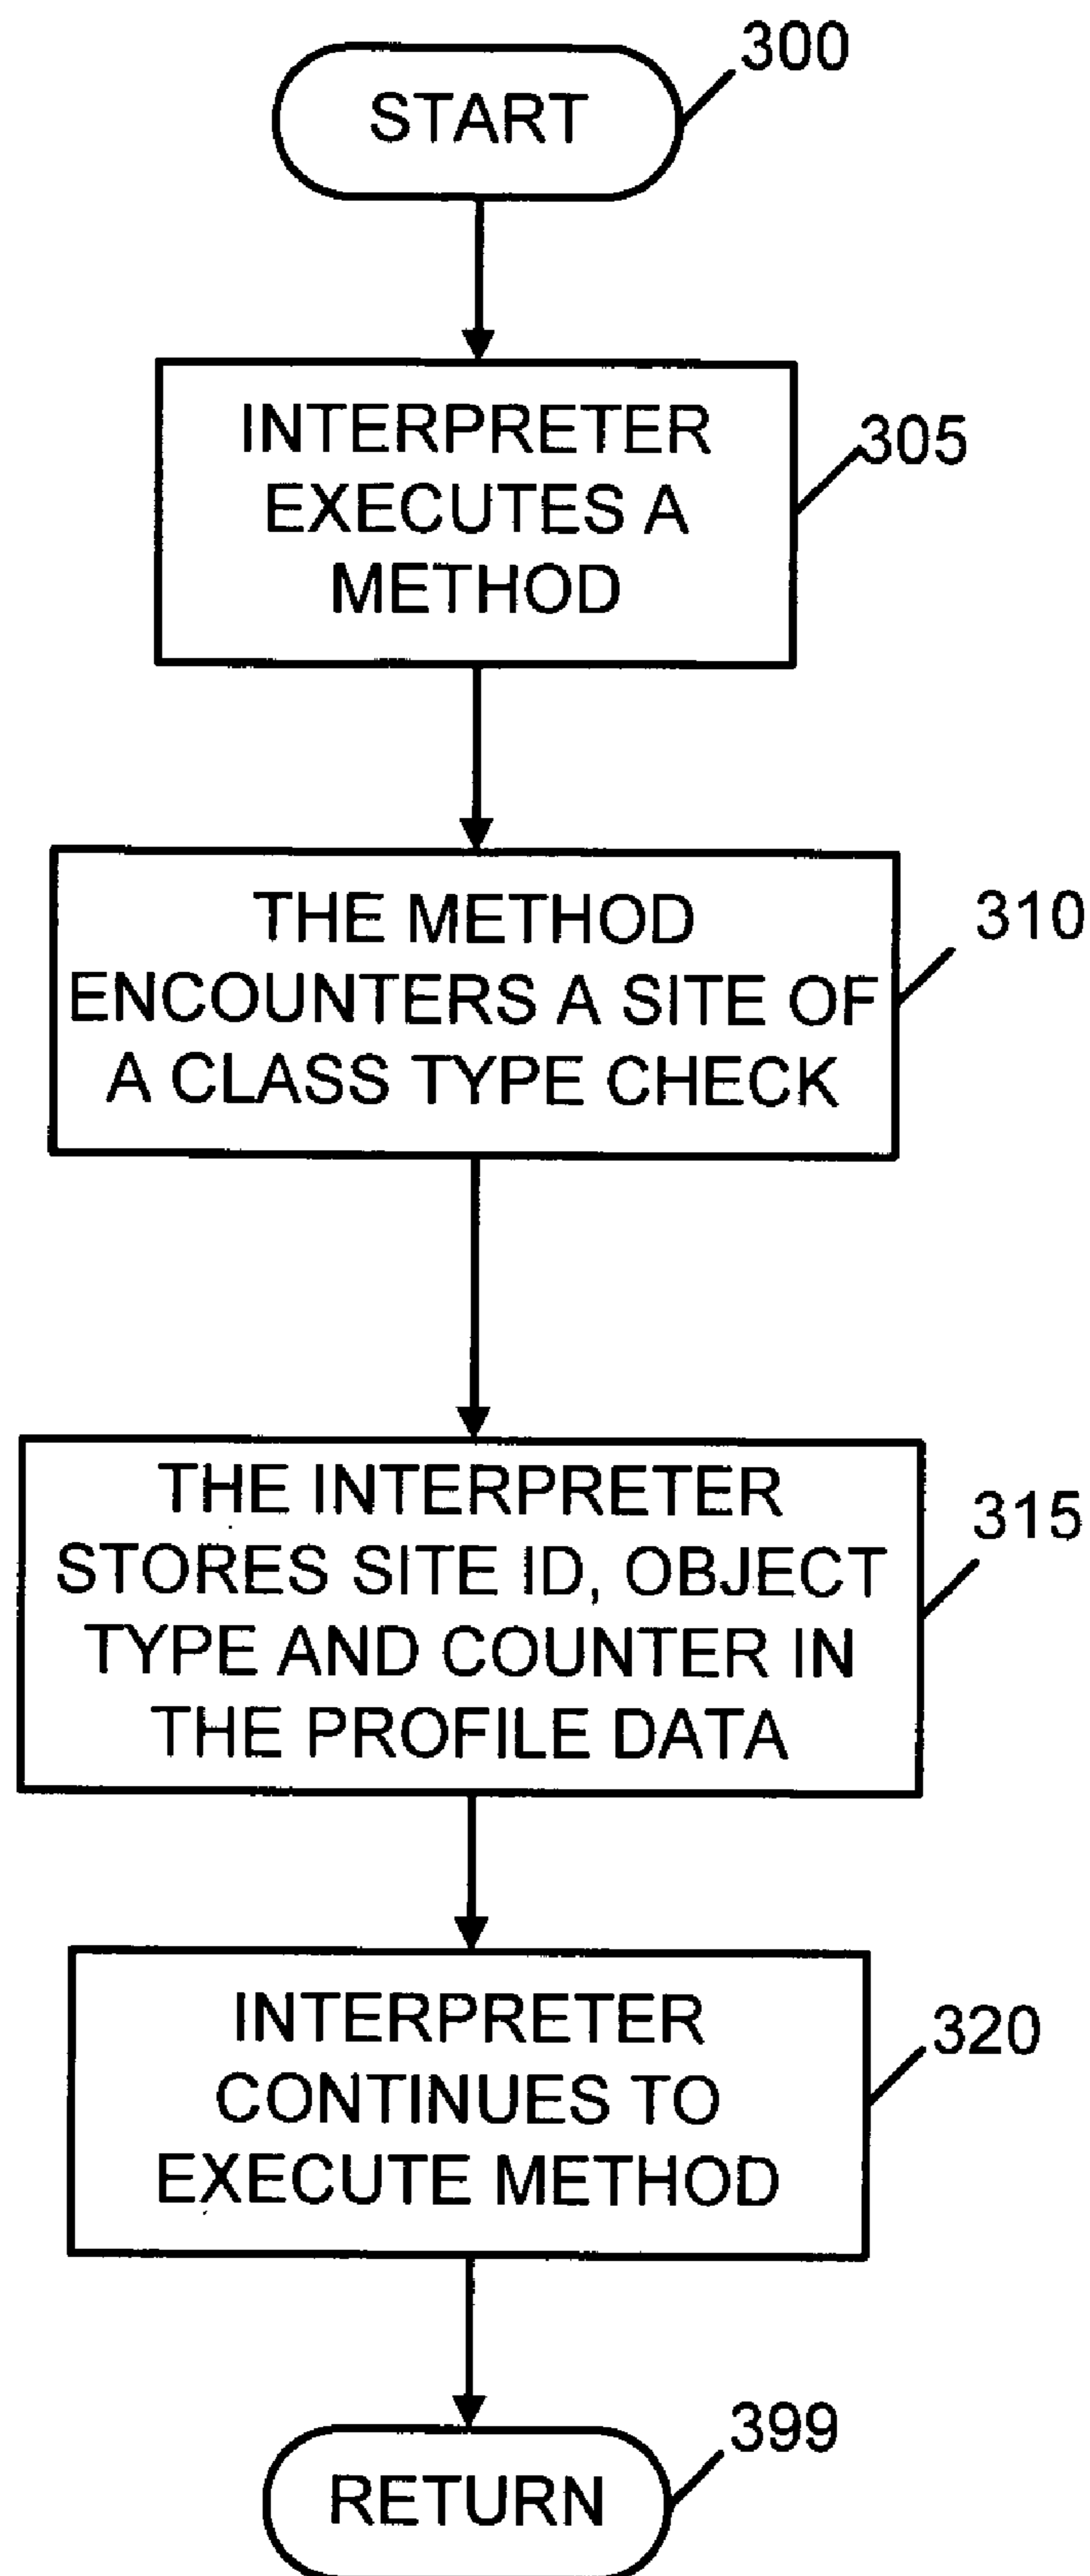 300
START
INTERPRETER
EXECUTES A
METHOD
305
THE METHOD
ENCOUNTERS A SITE OF
A CLASS TYPE CHECK
310
THE INTERPRETER
STORES SITE ID, OBJECT
TYPE AND COUNTER IN
THE PROFILE DATA
315
INTERPRETER
CONTINUES TO
EXECUTE METHOD
320
RETURN
399